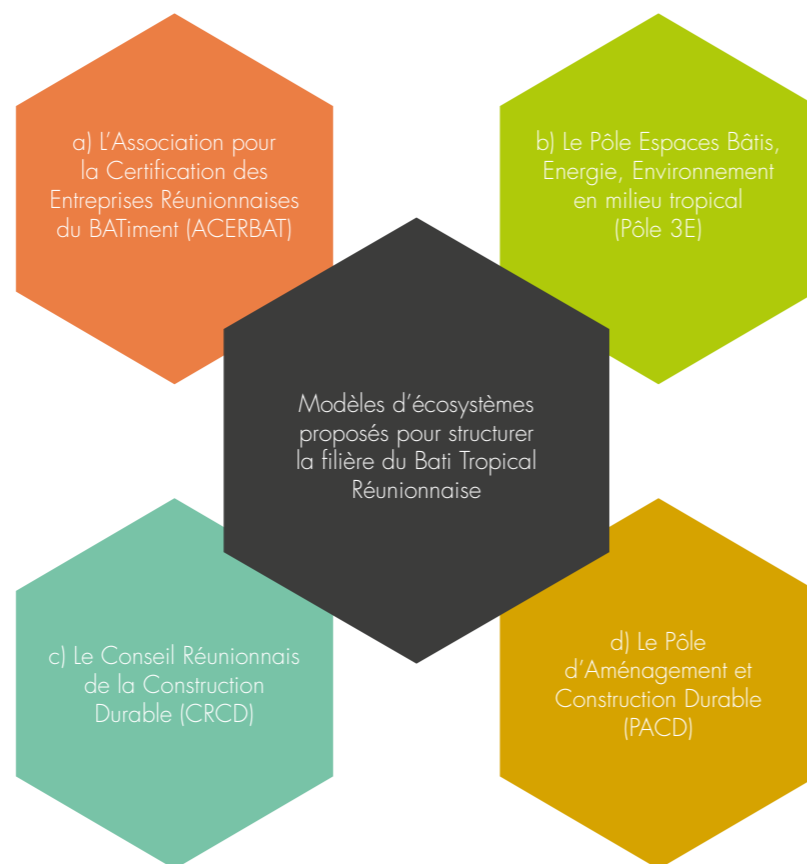 a) L'Association pour
la Certification des
Entreprises Réunionnaises
du BATiment (ACERBAT)
b) Le Pôle Espaces Bâtis,
Energie, Environnement
en milieu tropical
(Pôle 3E)
Modèles d'écosystèmes
proposés pour structurer
la filière du Bati Tropical
Réunionnaise
c) Le Conseil Réunionnais
de la Construction
Durable (CRCD)
d) Le Pôle
d'Aménagement et
Construction Durable
(PACD)